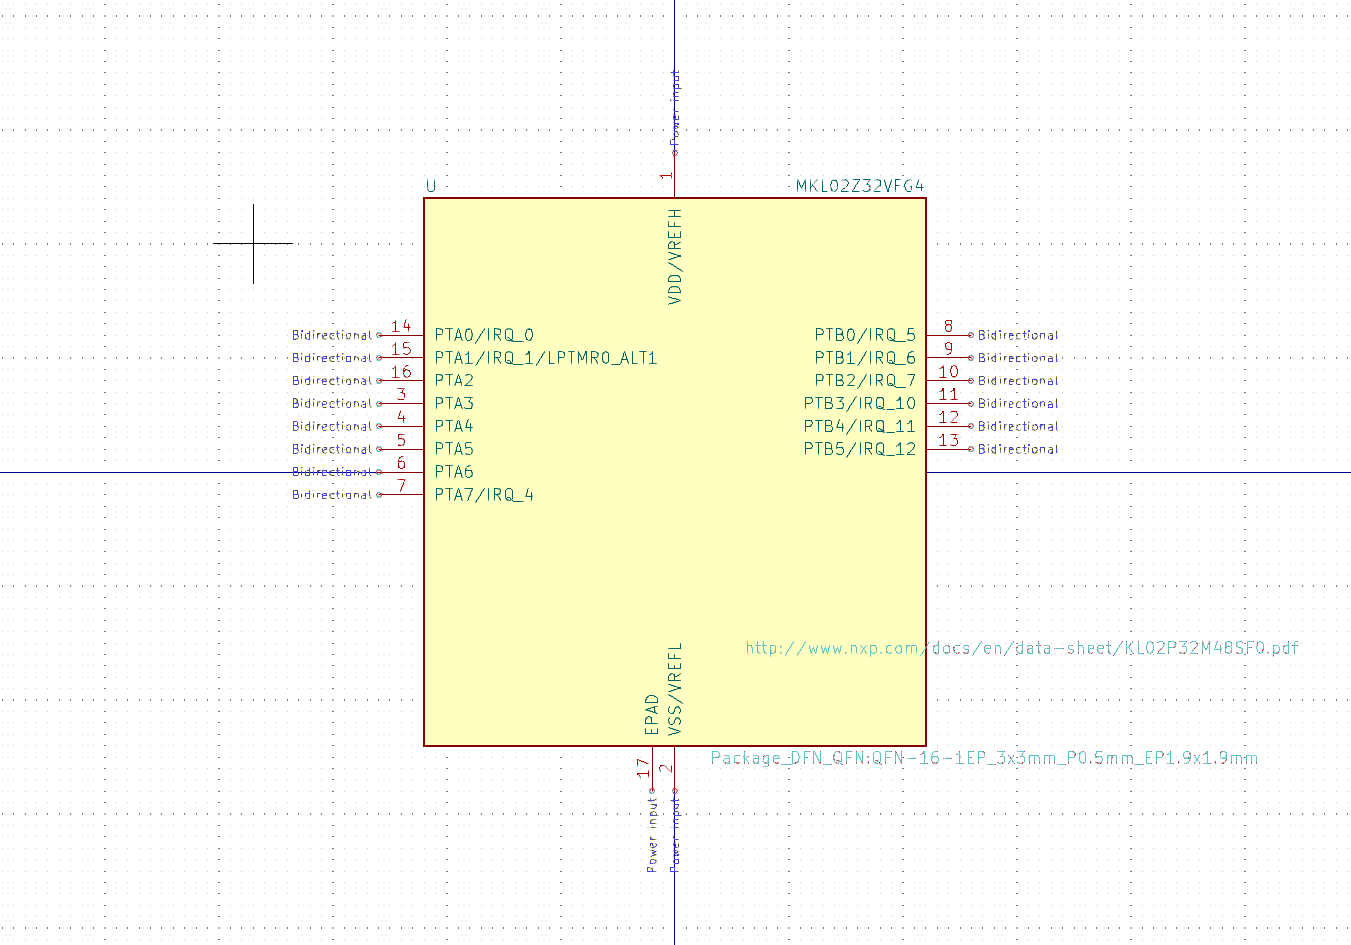 Power input
1
U MKL02Z32VFG4
VDD/VREFH
Bidirectional 14 PTA0/IRQ_0 PTB0/IRQ_5 8 Bidirectional
Bidirectional 15 PTA1/IRQ_1/LPTMR0_ALT1 PTB1/IRQ_6 9 Bidirectional
Bidirectional 16 PTA2 PTB2/IRQ_7 10 Bidirectional
Bidirectional 3 PTA3 PTB3/IRQ_10 11 Bidirectional
Bidirectional 4 PTA4 PTB4/IRQ_11 12 Bidirectional
Bidirectional 5 PTA5 PTB5/IRQ_12 13 Bidirectional
Bidirectional 6 PTA6
Bidirectional 7 PTA7/IRQ_4
http://www.nxp.com/docs/en/data-sheet/KL02P32M48SF0.pdf
EPAD VSS/VREFL
Package_DFN_QFN:QFN-16-1EP_3x3mm_P0.5mm_EP1.9x1.9mm
17 2
Power input Power input